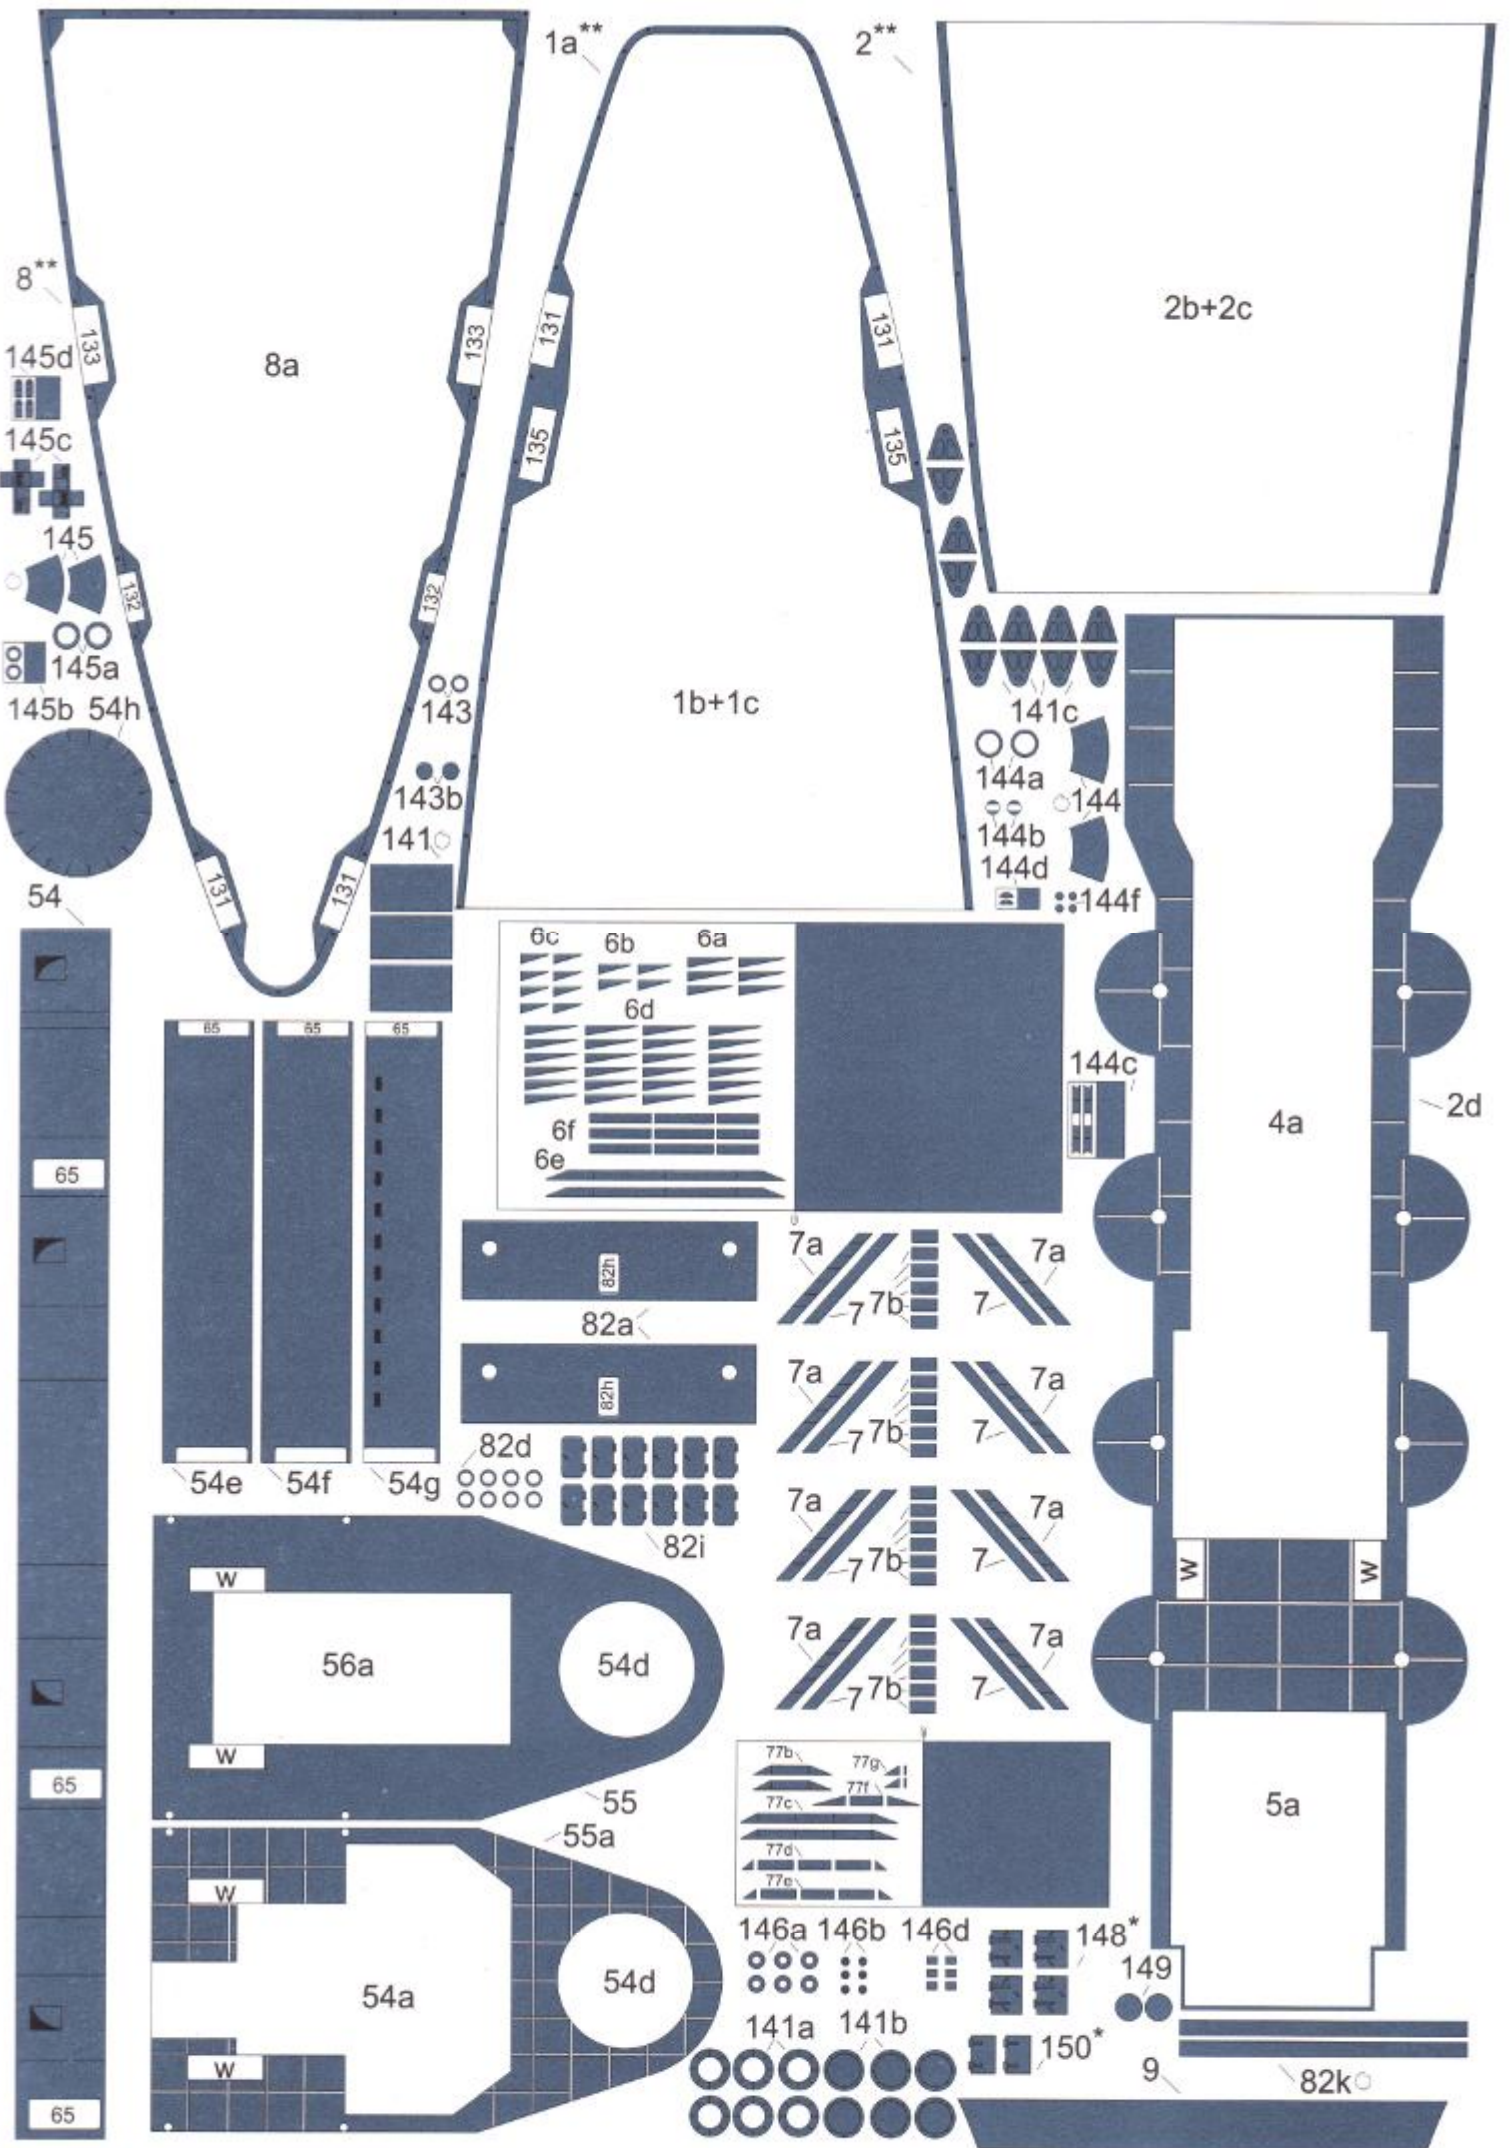 1a**
2**
8**
133
133
131
131
2b+2c
8a
145d
135
135
145c
145
132
132
145a
145b
54h
143
1b+1c
141c
144a
144
143b
144b
141
144d
144f
131
131
54
6c
6b
6a
6d
65
65
65
144c
4a
2d
6f
6e
65
82h
7a
7a
7
7b
7
82a
82h
7a
7a
7
7b
7
82d
54e
54f
54g
82i
7a
7a
7
7b
7
W
W
W
56a
54d
7a
7a
7
7b
7
W
65
77b
77g
77f
77c
77d
77e
55
55a
5a
W
146a
146b
146d
148*
149
54a
54d
141a
141b
150*
W
9
82k
65